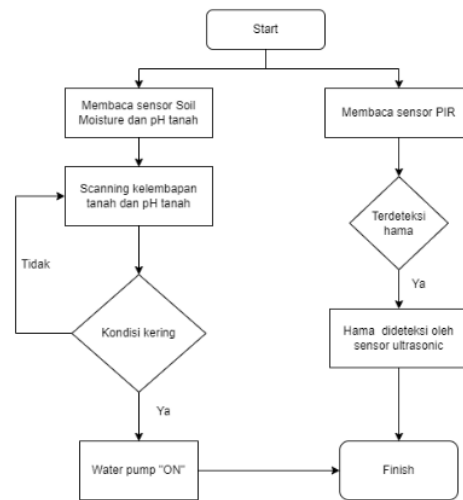 Start
Membaca sensor Soil
Moisture dan pH tanah
Membaca sensor PIR
Scanning kelembapan
tanah dan pH tanah
Terdeteksi
hama
Tidak
Ya
Kondisi kering
Hama dideteksi oleh
sensor ultrasonic
Ya
Water pump "ON"
Finish